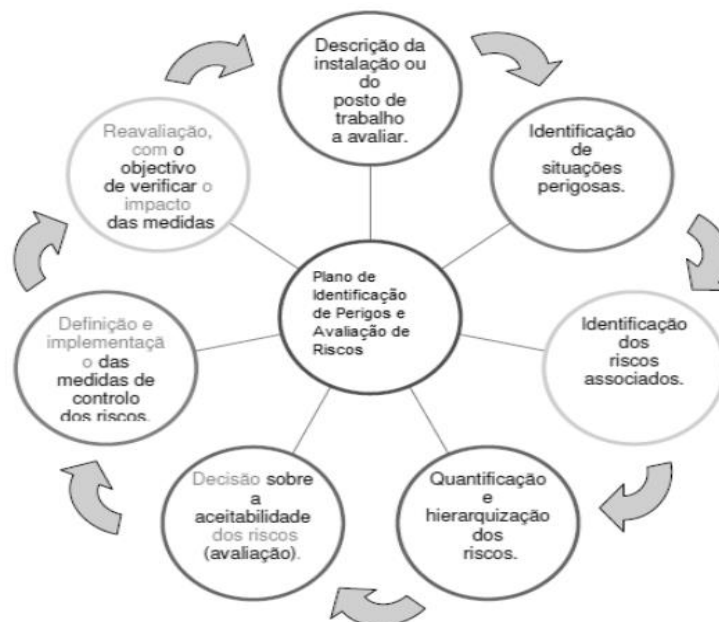 Descrição da
instalação ou
do
posto de
trabalho
a avaliar.
Identificação
de
situações
perigosas.
Identificação
dos
riscos
associados.
Quantificação
e
hierarquização
dos
riscos.
Decisão sobre
a
aceitabilidade
dos riscos
(avaliação).
Definição e
implementaçã
o das
medidas de
controlo
dos riscos.
Reavaliação,
com o
objectivo
de verificar o
impacto
das medidas
Plano de
Identificação
de Perigos e
Avaliação de
Riscos